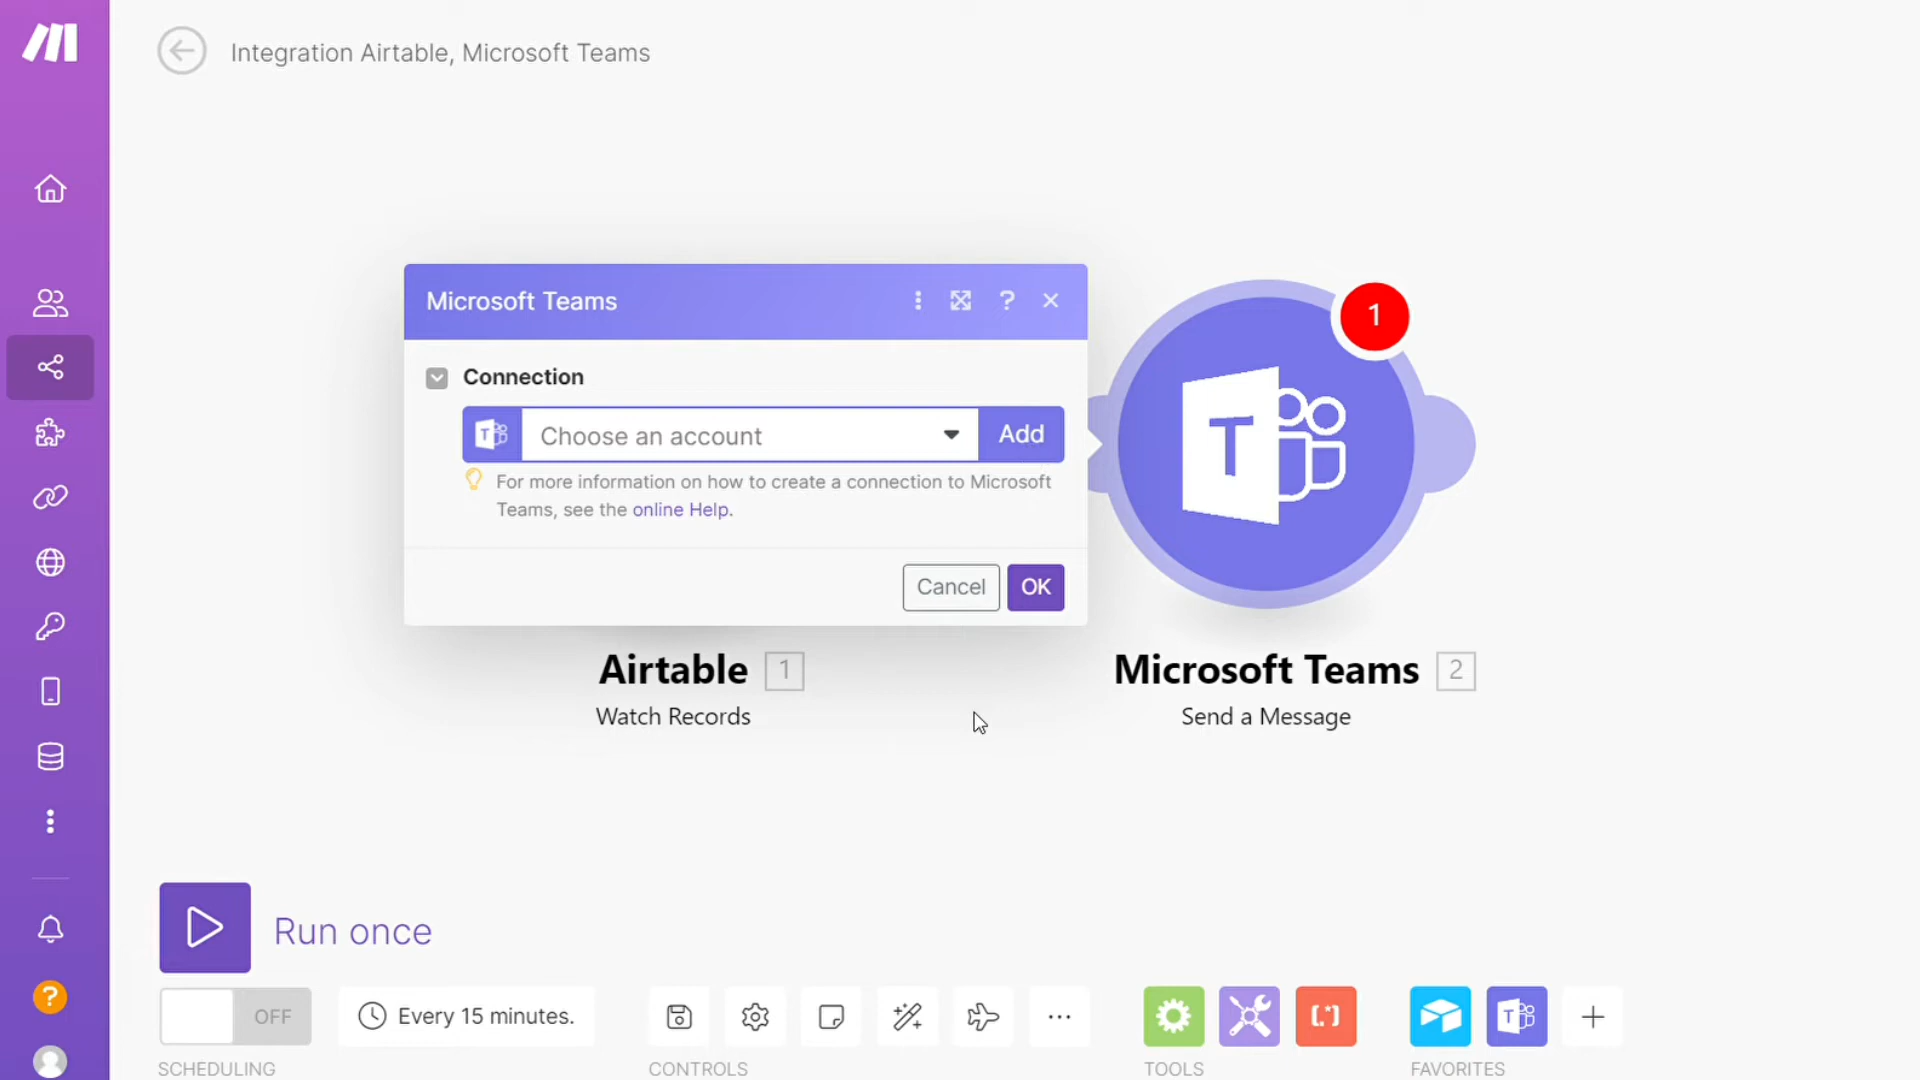 Integration Airtable, Microsoft Teams
Microsoft Teams
?
Connection
Choose an account
Add
For more information on how to create a connection to Microsoft
Teams, see the online Help.
Cancel
OK
1
T
Airtable 1
Watch Records
Microsoft Teams 2
Send a Message
Run once
OFF
Every 15 minutes.
SCHEDULING
CONTROLS
TOOLS
FAVORITES